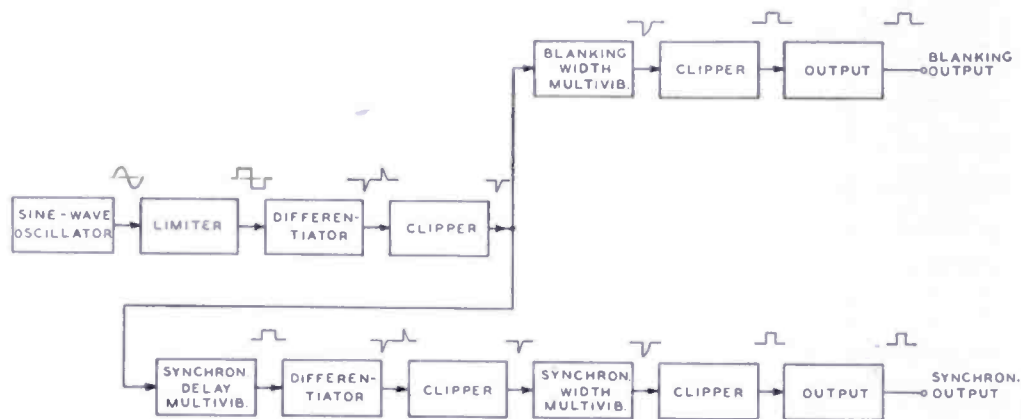 BLANKING
WIDTH
MULTIVIB.
CLIPPER
OUTPUT
BLANKING
OUTPUT
SINE-WAVE
OSCILLATOR
LIMITER
DIFFEREN-
TIATOR
CLIPPER
SYNCHRON.
DELAY
MULTIVIB.
DIFFEREN-
TIATOR
CLIPPER
SYNCHRON.
WIDTH
MULTIVIB.
CLIPPER
OUTPUT
SYNCHRON.
OUTPUT